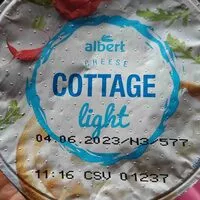 albert
CHEESE
COTTAGE
light
04.06.2023/N3/577
11:16 CSV 01237